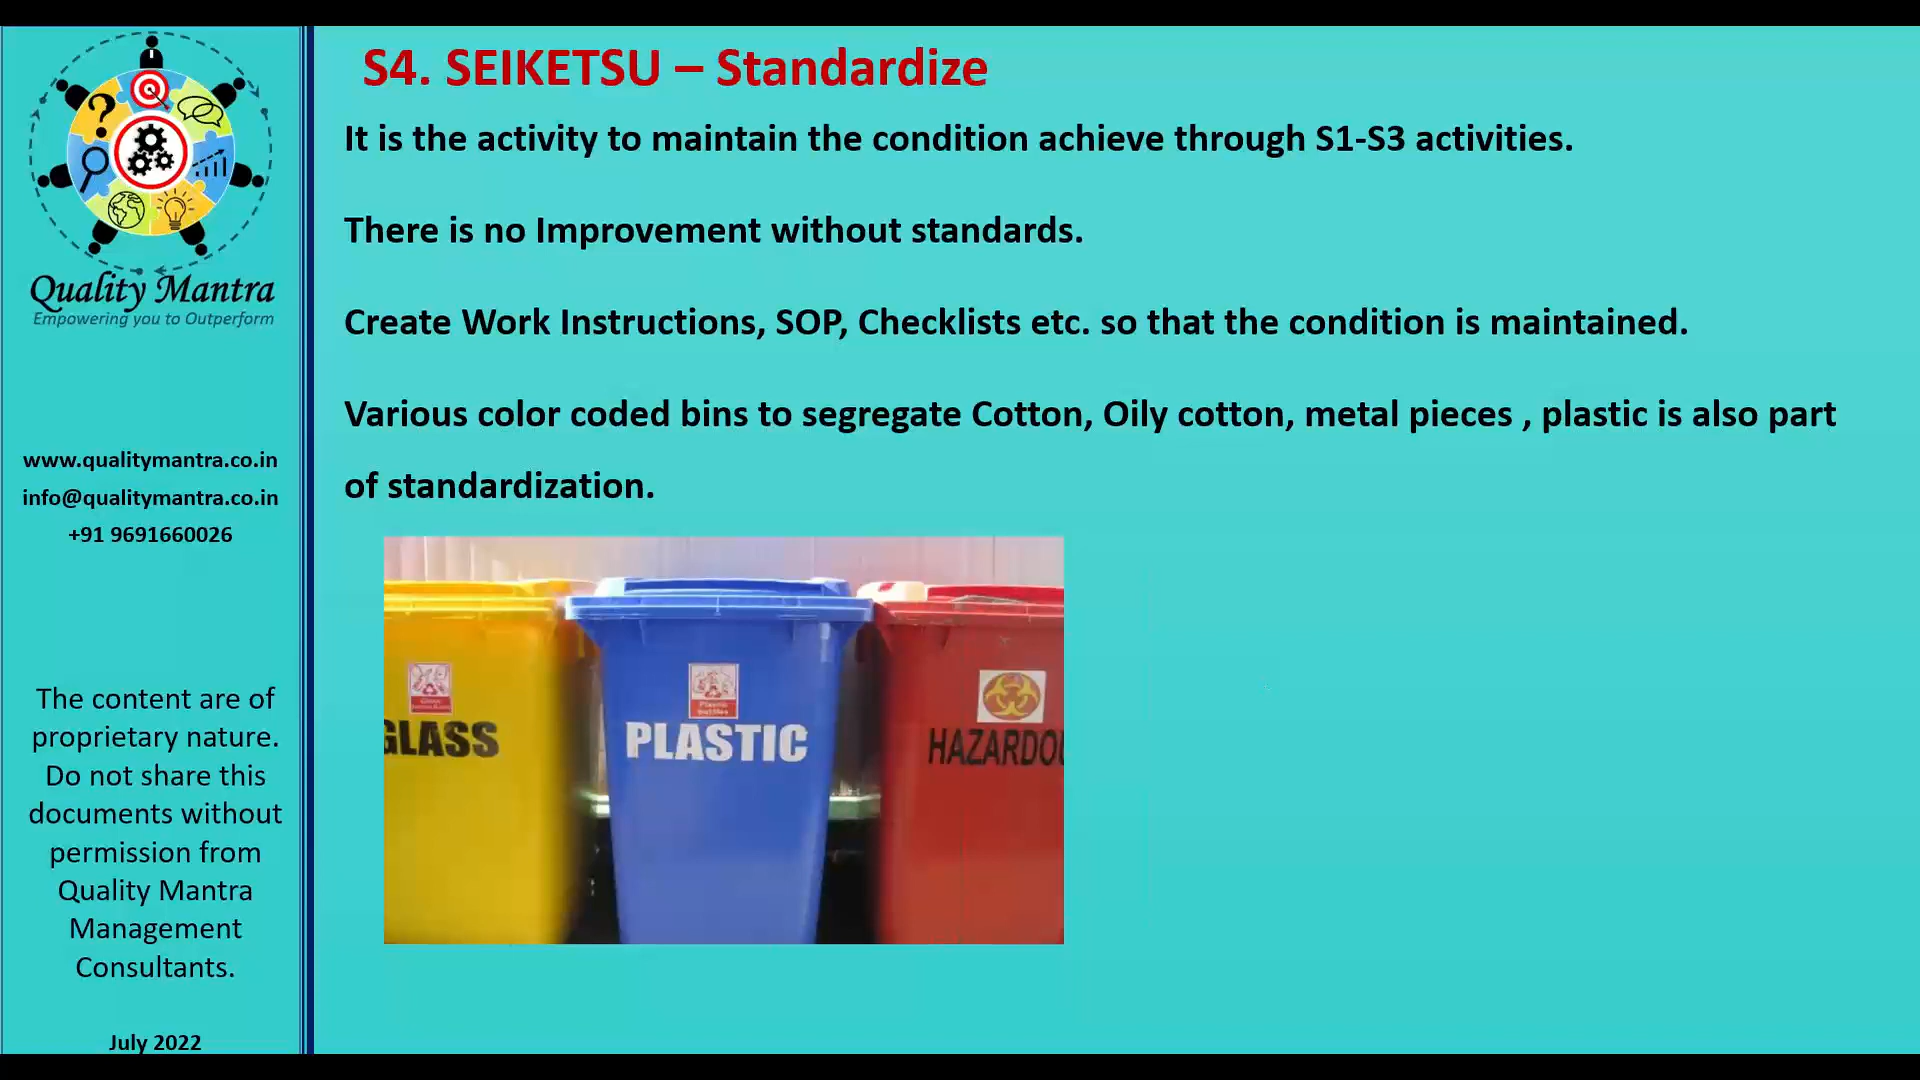 Quality Mantra
Empowering you to Outperform
www.qualitymantra.co.in
info@qualitymantra.co.in
+91 9691660026
The content are of
proprietary nature.
Do not share this
documents without
permission from
Quality Mantra
Management
Consultants.
July 2022
S4. SEIKETSU – Standardize
It is the activity to maintain the condition achieve through S1-S3 activities.
There is no Improvement without standards.
Create Work Instructions, SOP, Checklists etc. so that the condition is maintained.
Various color coded bins to segregate Cotton, Oily cotton, metal pieces , plastic is also part
of standardization.
GLASS
Plastic
bottles
PLASTIC
HAZARDOU